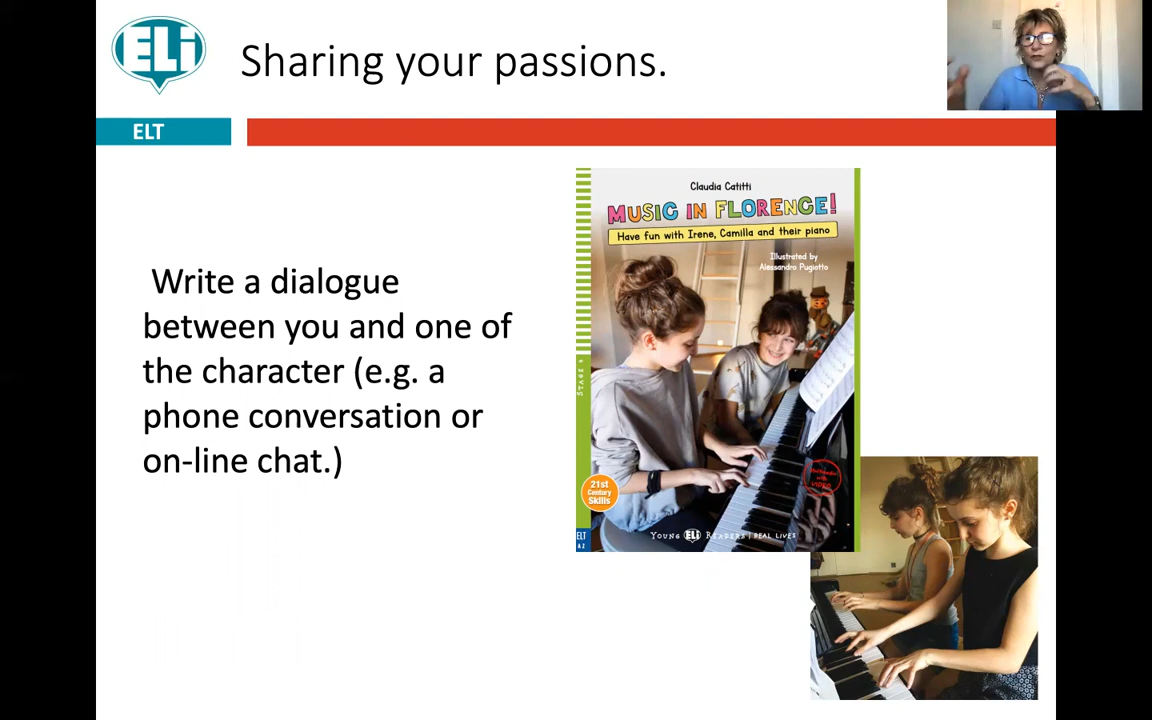 ELi
Sharing your passions.
ELT
Write a dialogue
between you and one of
the character (e.g. a
phone conversation or
on-line chat.)
Claudia Catitti
MUSIC IN FLORENCE!
Have fun with Irene, Camilla and their piano
Illustrated by
Alessandro Pugiotto
STAGE 4
21st
Century
Skills
ELT
A2
YOUNG ELI READERS | REAL LIVES